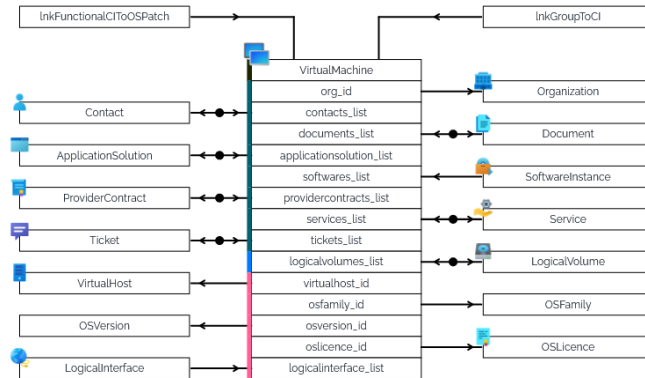 lnkFunctionalCIToOSPatch
lnkGroupToCI
VirtualMachine
org_id
Organization
Contact
contacts_list
documents_list
Document
ApplicationSolution
applicationsolution_list
softwares_list
SoftwareInstance
ProviderContract
providercontracts_list
services_list
Service
Ticket
tickets_list
logicalvolumes_list
LogicalVolume
VirtualHost
virtualhost_id
osfamily_id
OSFamily
OSVersion
osversion_id
oslicence_id
OSLicence
LogicalInterface
logicalinterface_list